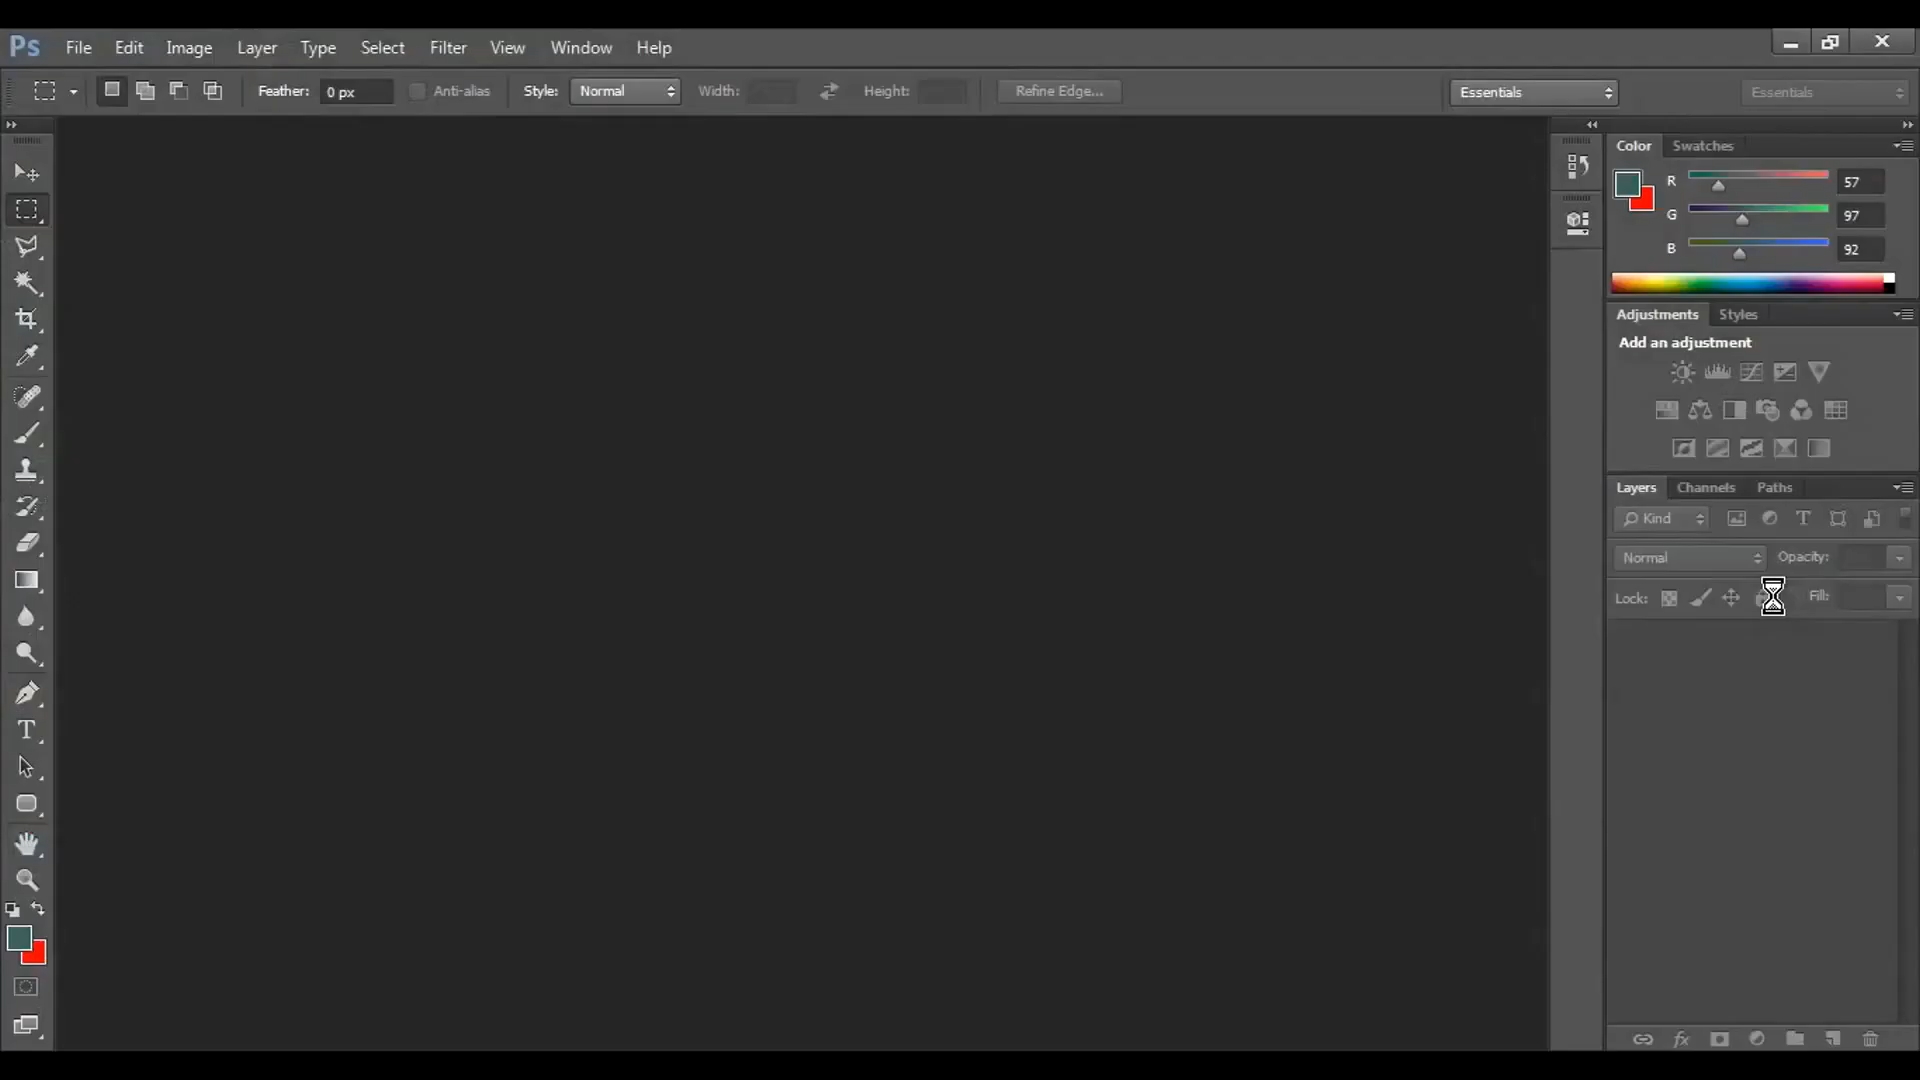 Ps File Edit Image Layer Type Select Filter View Window Help
Feather: 0 px Anti-alias Style: Normal Width: Height: Refine Edge... Essentials Essentials
Color Swatches
R 57
G 97
B 92
Adjustments Styles
Add an adjustment
Layers Channels Paths
Kind T
Normal Opacity:
Lock: Fill:
T
fx